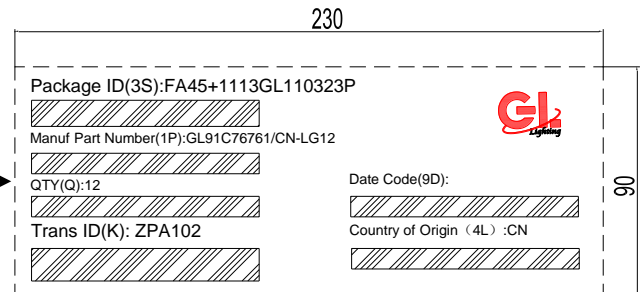 230
Package ID(3S):FA45+1113GL110323P
GL
Lighting
Manuf Part Number(1P):GL91C76761/CN-LG12
QTY(Q):12
Date Code(9D):
90
Trans ID(K): ZPA102
Country of Origin（4L）:CN